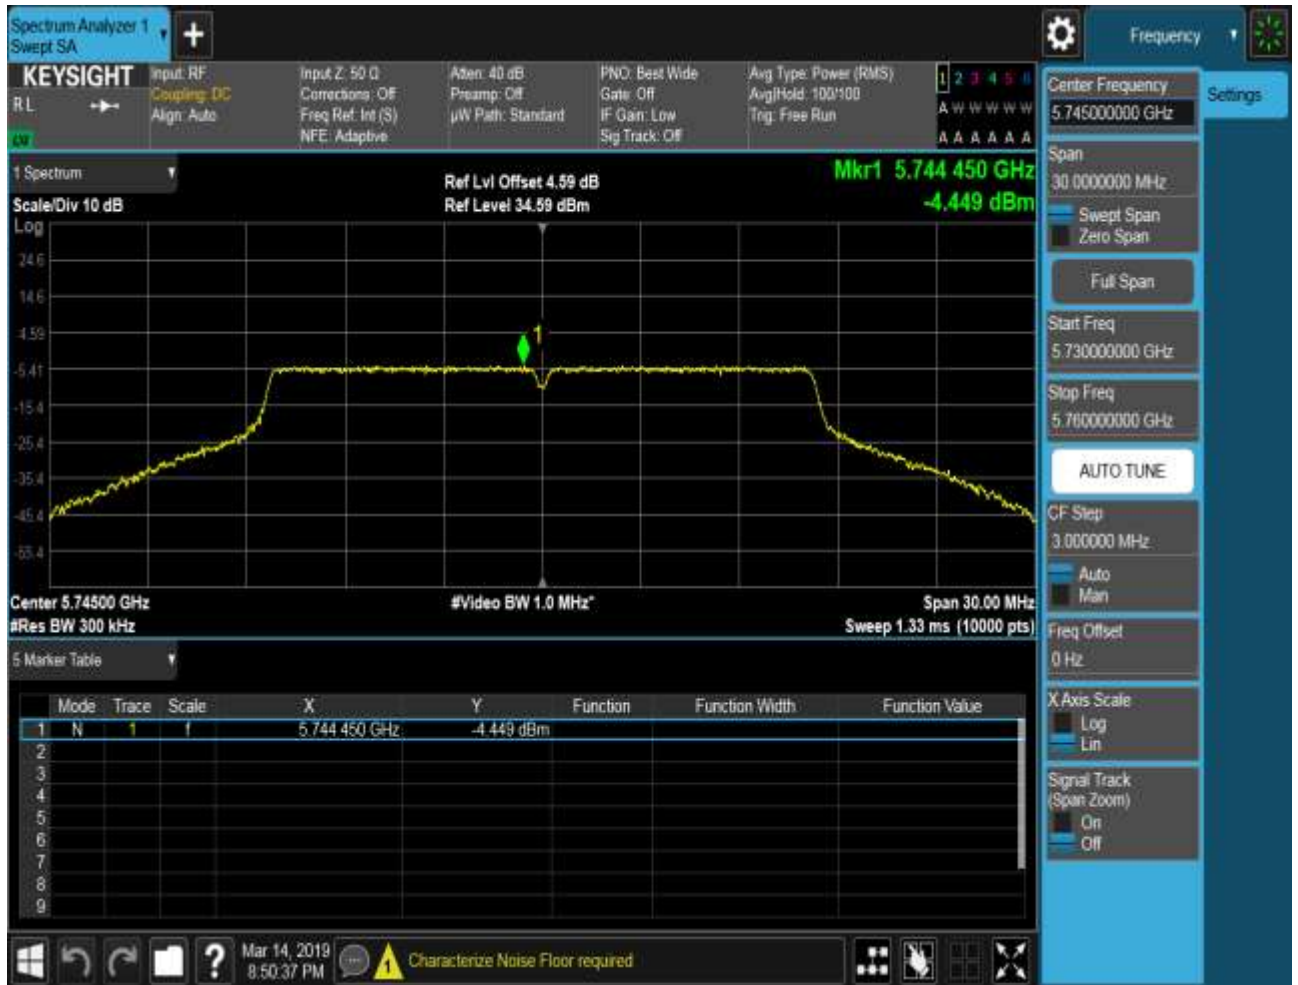 Spectrum Analyzer 1
Swept SA
+
Frequency
KEYSIGHT
R L
Input: RF
Coupling: DC
Align: Auto
Input Z: 50 Ω
Corrections: Off
Freq Ref: Int (S)
NFE: Adaptive
Atten: 40 dB
Preamp: Off
µW Path: Standard
PNO: Best Wide
Gate: Off
IF Gain: Low
Sig Track: Off
Avg Type: Power (RMS)
Avg|Hold: 100/100
Trig: Free Run
1 2 3 4 5 6
A W W W W W
A A A A A A
1 Spectrum
Scale/Div 10 dB
Ref Lvl Offset 4.59 dB
Ref Level 34.59 dBm
Mkr1 5.744 450 GHz
-4.449 dBm
Log
24.6
14.6
4.59
-5.41
-15.4
-25.4
-35.4
-45.4
-55.4
1
Center 5.74500 GHz
#Res BW 300 kHz
#Video BW 1.0 MHz*
Span 30.00 MHz
Sweep 1.33 ms (10000 pts)
5 Marker Table
Mode Trace Scale X Y Function Function Width Function Value
1 N 1 f 5.744 450 GHz -4.449 dBm
2
3
4
5
6
7
8
9
Mar 14, 2019
8:50:37 PM
?
1
Characterize Noise Floor required
Center Frequency
5.745000000 GHz
Settings
Span
30.0000000 MHz
Swept Span
Zero Span
Full Span
Start Freq
5.730000000 GHz
Stop Freq
5.760000000 GHz
AUTO TUNE
CF Step
3.000000 MHz
Auto
Man
Freq Offset
0 Hz
X Axis Scale
Log
Lin
Signal Track
(Span Zoom)
On
Off